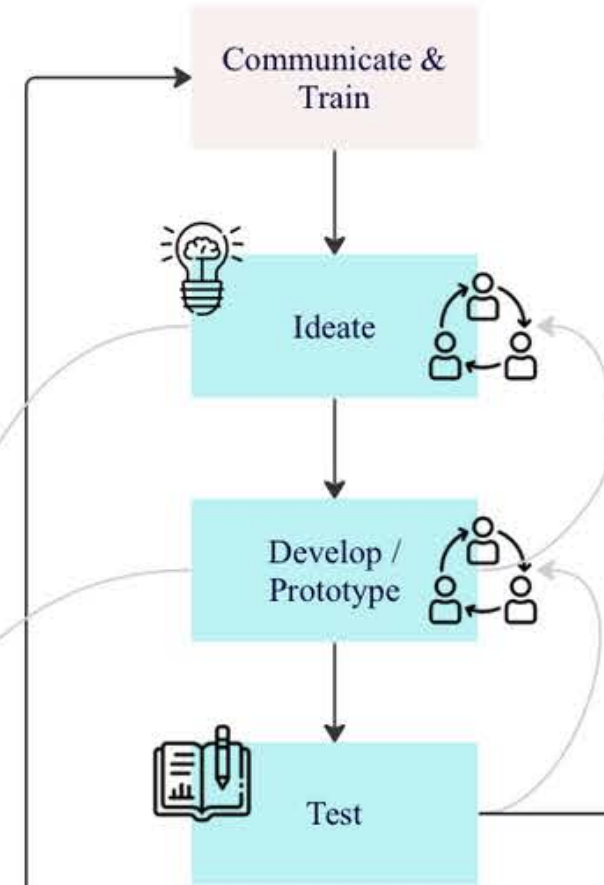 Communicate &
Train
Ideate
Develop /
Prototype
Test